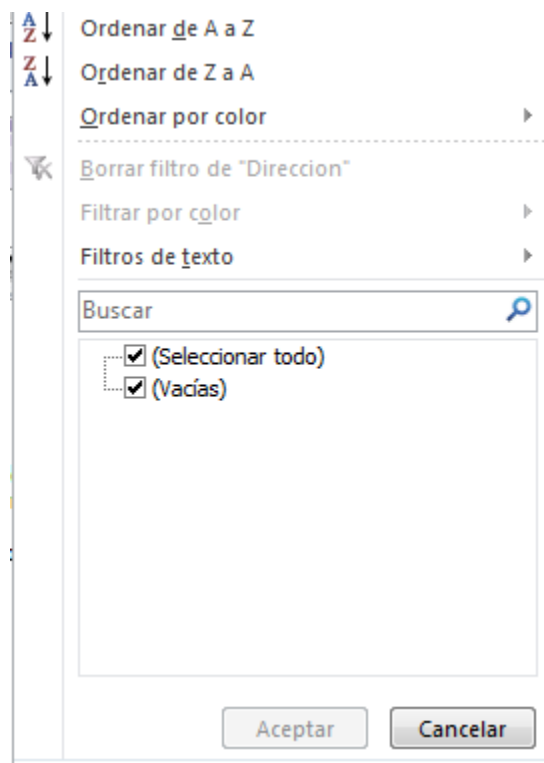 Ordenar de A a Z
Ordenar de Z a A
Ordenar por color
Borrar filtro de "Direccion"
Filtrar por color
Filtros de texto
Buscar
(Seleccionar todo)
(Vacías)
Aceptar Cancelar